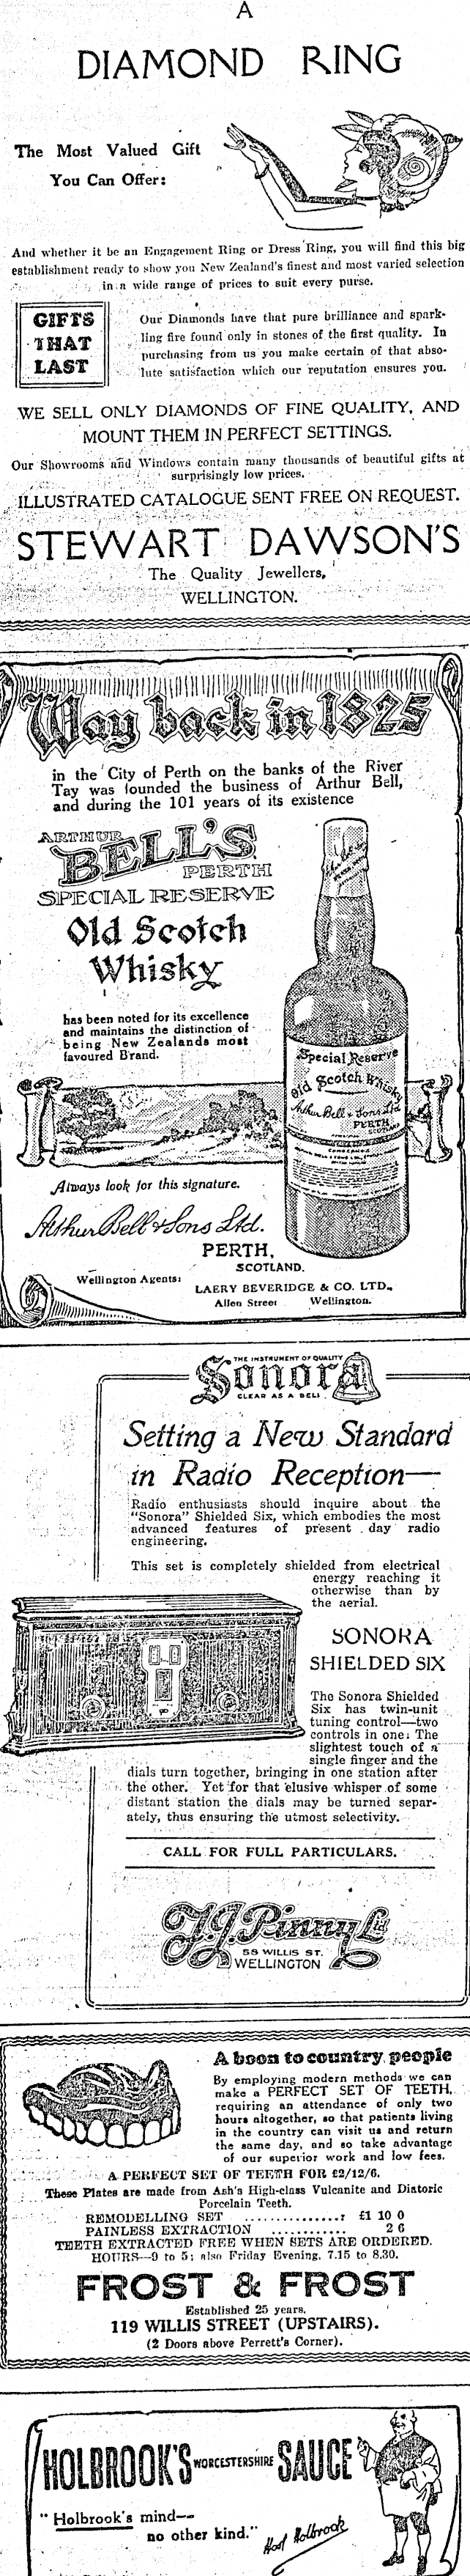 A
DIAMOND RING
The Most Valued Gift
You Can Offer:
And whether it be an Engagement Ring or Dress Ring, you will find this big
establishment ready to show you New Zealand's finest and most varied selection
in a wide range of prices to suit every purse.
GIFTS
THAT
LAST
Our Diamonds have that pure brilliance and spark-
ling fire found only in stones of the first quality. In
purchasing from us you make certain of that abso-
lute satisfaction which our reputation ensures you.
WE SELL ONLY DIAMONDS OF FINE QUALITY, AND
MOUNT THEM IN PERFECT SETTINGS.
Our Showrooms and Windows contain many thousands of beautiful gifts at
surprisingly low prices.
ILLUSTRATED CATALOGUE SENT FREE ON REQUEST.
STEWART DAWSON'S
The Quality Jewellers,
WELLINGTON.
Way back in 1825
in the City of Perth on the banks of the River
Tay was founded the business of Arthur Bell,
and during the 101 years of its existence
ARTHUR
BELL'S
PERTH
SPECIAL RESERVE
Old Scotch
Whisky
has been noted for its excellence
and maintains the distinction of
being New Zealands most
favoured Brand.
Special Reserve
Old Scotch Whisky
Arthur Bell & Sons Ltd
PERTH
Always look for this signature.
Arthur Bell & Sons Ltd.
PERTH,
SCOTLAND.
Wellington Agents:
LAERY BEVERIDGE & CO. LTD.,
Allen Street Wellington.
THE INSTRUMENT OF QUALITY
Sonora
CLEAR AS A BELL
Setting a New Standard
in Radio Reception—
Radio enthusiasts should inquire about the
"Sonora" Shielded Six, which embodies the most
advanced features of present day radio
engineering.
This set is completely shielded from electrical
energy reaching it
otherwise than by
the aerial.
SONORA
SHIELDED SIX
The Sonora Shielded
Six has twin-unit
tuning control—two
controls in one: The
slightest touch of a
single finger and the
dials turn together, bringing in one station after
the other. Yet for that elusive whisper of some
distant station the dials may be turned separ-
ately, thus ensuring the utmost selectivity.
CALL FOR FULL PARTICULARS.
F.J. Pinny Ltd
58 WILLIS ST.
WELLINGTON
A boon to country people
By employing modern methods we can
make a PERFECT SET OF TEETH,
requiring an attendance of only two
hours altogether, so that patients living
in the country can visit us and return
the same day, and so take advantage
of our superior work and low fees.
A PERFECT SET OF TEETH FOR £2/12/6.
These Plates are made from Ash's High-class Vulcanite and Diatoric
Porcelain Teeth.
REMODELLING SET ............... £1 10 0
PAINLESS EXTRACTION ............ 2 6
TEETH EXTRACTED FREE WHEN SETS ARE ORDERED.
HOURS—9 to 5; also Friday Evening, 7.15 to 8.30.
FROST & FROST
Established 25 years.
119 WILLIS STREET (UPSTAIRS).
(2 Doors above Perrett's Corner).
HOLBROOK'S WORCESTERSHIRE SAUCE
"Holbrook's mind—
no other kind."
Host Holbrook